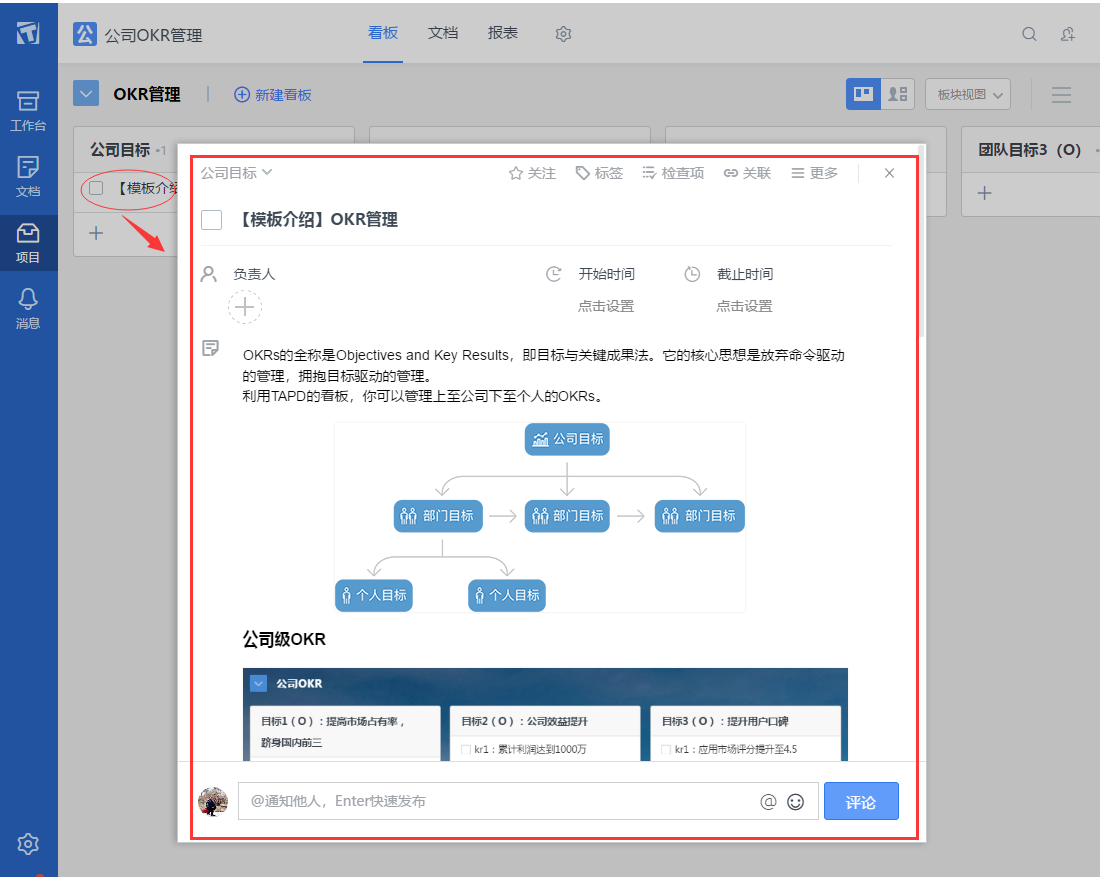 公
公司OKR管理
看板
文档
报表
工作台
文档
项目
消息
OKR管理
新建看板
板块视图
公司目标 •1
【模板介绍
团队目标3（O）
公司目标
关注
标签
检查项
关联
更多
【模板介绍】OKR管理
负责人
开始时间
截止时间
点击设置
点击设置
OKRs的全称是Objectives and Key Results，即目标与关键成果法。它的核心思想是放弃命令驱动
的管理，拥抱目标驱动的管理。
利用TAPD的看板，你可以管理上至公司下至个人的OKRs。
公司目标
部门目标
部门目标
部门目标
个人目标
个人目标
公司级OKR
公司OKR
目标1（O）：提高市场占有率，
跻身国内前三
目标2（O）：公司效益提升
kr1：累计利润达到1000万
目标3（O）：提升用户口碑
kr1：应用市场评分提升至4.5
@通知他人，Enter快速发布
评论